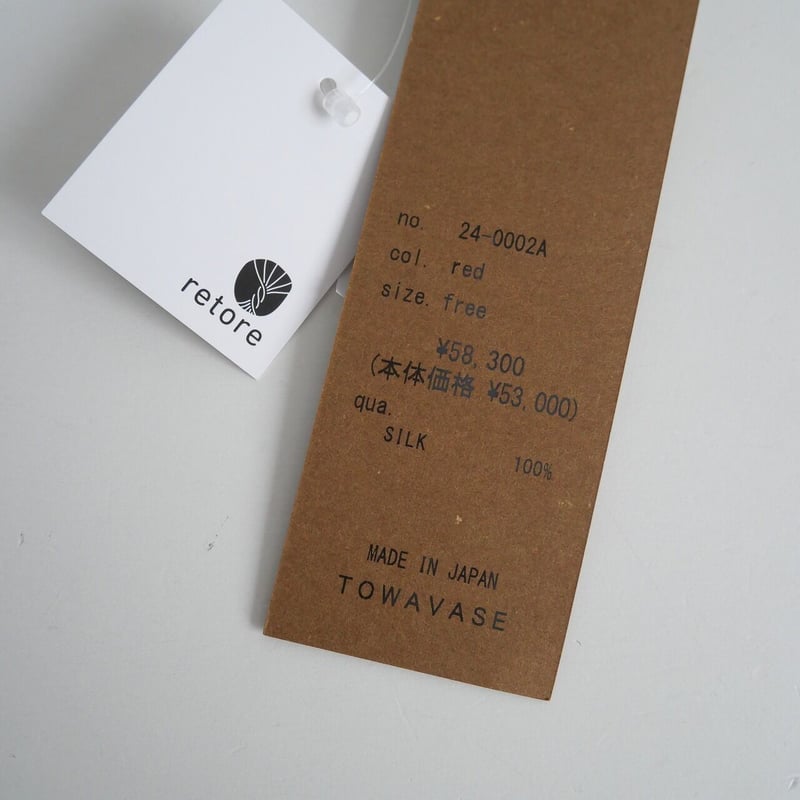 retore
no. 24-0002A
col. red
size. free
¥58,300
(本体価格 ¥53,000)
qua.
SILK 100%
MADE IN JAPAN
TOWAVASE